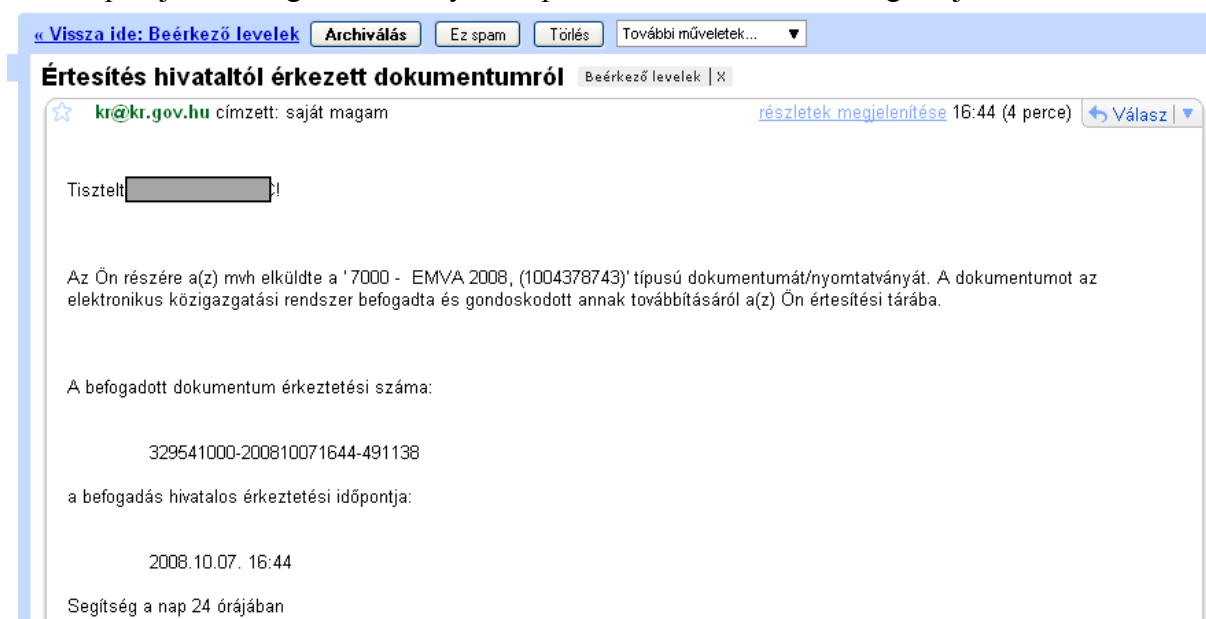 « Vissza ide: Beérkező levelek Archiválás Ez spam Törlés További műveletek... ▼
Értesítés hivataltól érkezett dokumentumról Beérkező levelek | X
kr@kr.gov.hu címzett: saját magam részletek megjelenítése 16:44 (4 perce) Válasz | ▼
Tisztelt !
Az Ön részére a(z) mvh elküldte a '7000 - EMVA 2008, (1004378743)' típusú dokumentumát/nyomtatványát. A dokumentumot az
elektronikus közigazgatási rendszer befogadta és gondoskodott annak továbbításáról a(z) Ön értesítési tárába.
A befogadott dokumentum érkeztetési száma:
329541000-200810071644-491138
a befogadás hivatalos érkeztetési időpontja:
2008.10.07. 16:44
Segítség a nap 24 órájában